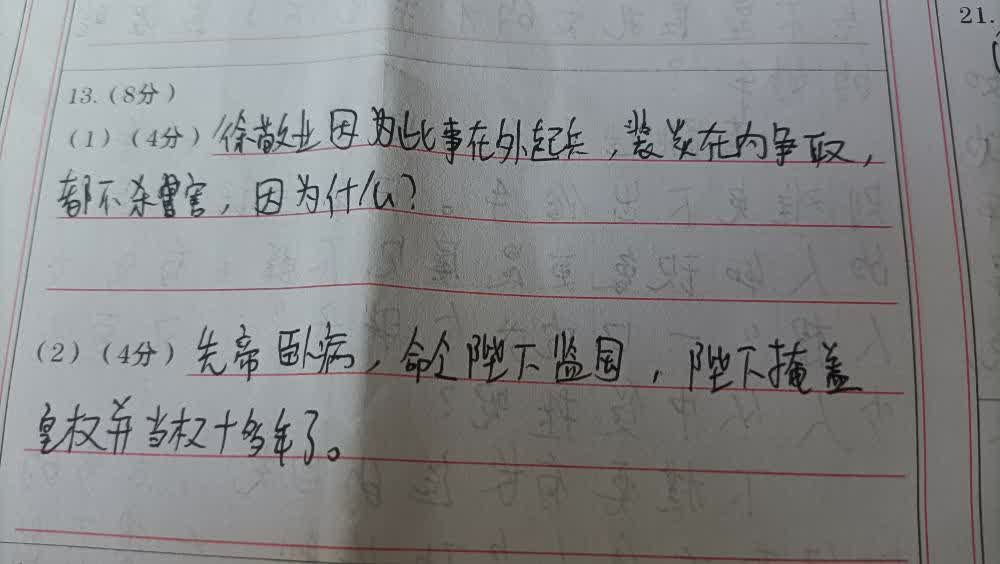 21.
13.(8分)
(1)(4分)徐敬业因为此事在外起兵,裴炎在内争取,
都不杀曾害,因为什么?
(2)(4分)先帝卧病,命令陛下监国,陛下掩盖
皇权并当权十多年了。